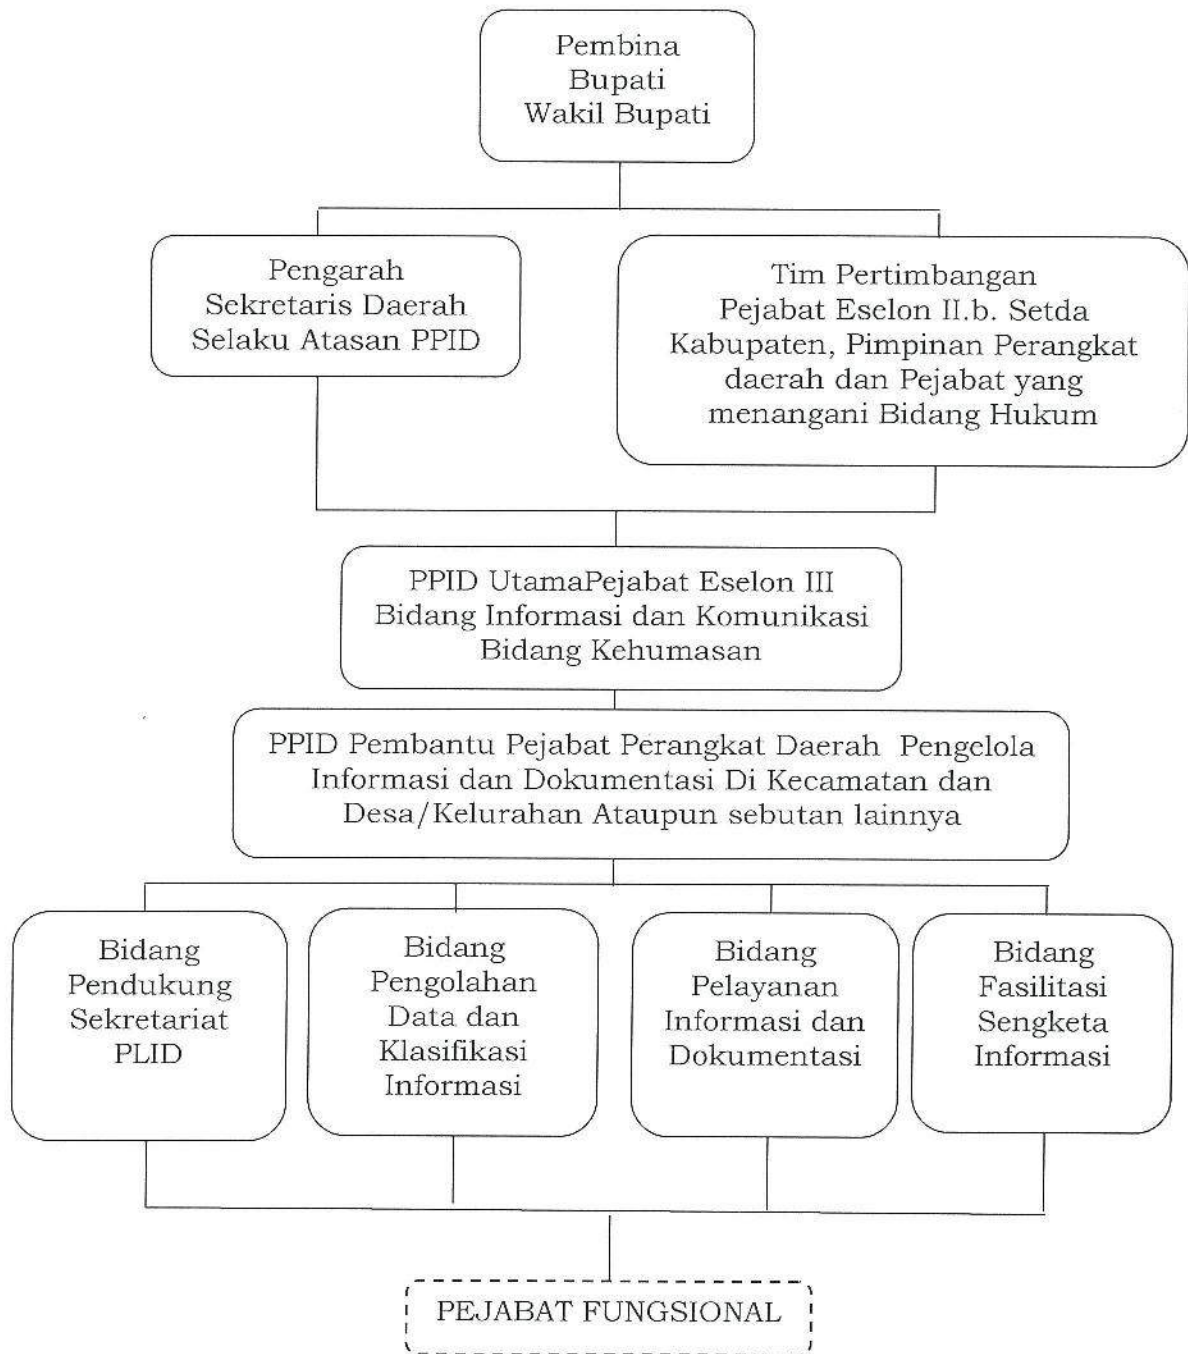 Pembina
Bupati
Wakil Bupati
Pengarah
Sekretaris Daerah
Selaku Atasan PPID
Tim Pertimbangan
Pejabat Eselon II.b. Setda
Kabupaten, Pimpinan Perangkat
daerah dan Pejabat yang
menangani Bidang Hukum
PPID UtamaPejabat Eselon III
Bidang Informasi dan Komunikasi
Bidang Kehumasan
PPID Pembantu Pejabat Perangkat Daerah Pengelola
Informasi dan Dokumentasi Di Kecamatan dan
Desa/Kelurahan Ataupun sebutan lainnya
Bidang
Pendukung
Sekretariat
PLID
Bidang
Pengolahan
Data dan
Klasifikasi
Informasi
Bidang
Pelayanan
Informasi dan
Dokumentasi
Bidang
Fasilitasi
Sengketa
Informasi
PEJABAT FUNGSIONAL